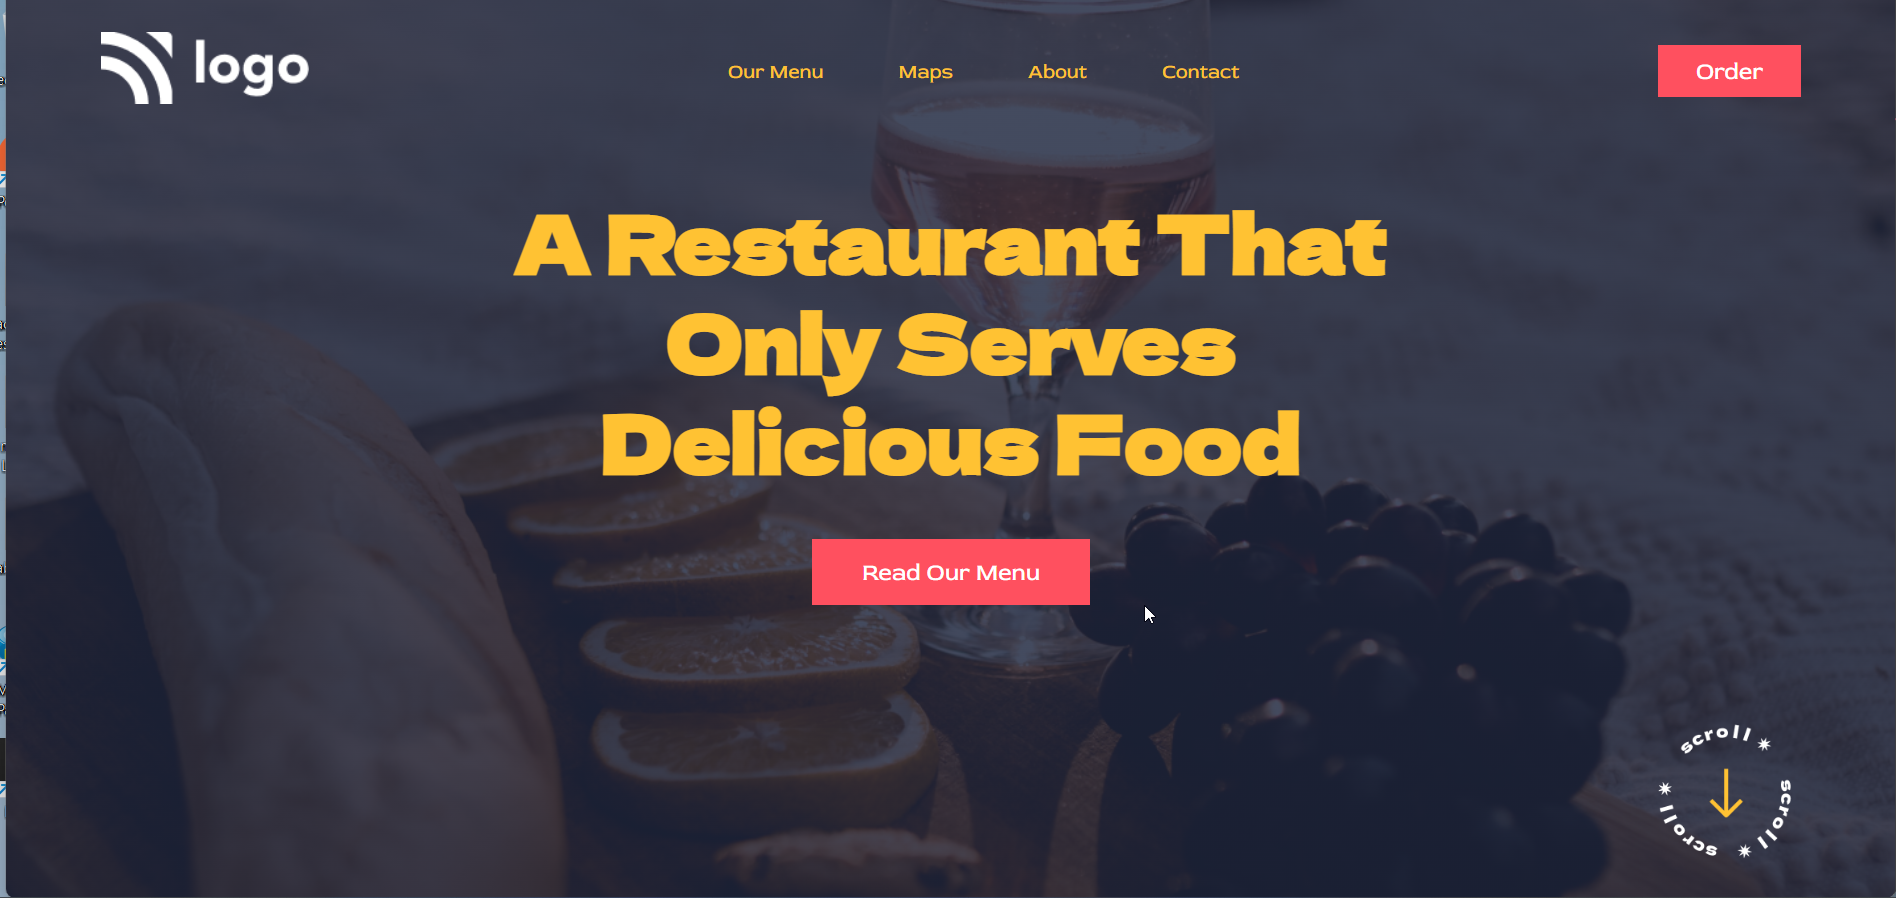 logo
Our Menu Maps About Contact
Order
A Restaurant That
Only Serves
Delicious Food
Read Our Menu
scroll * scroll * scroll *